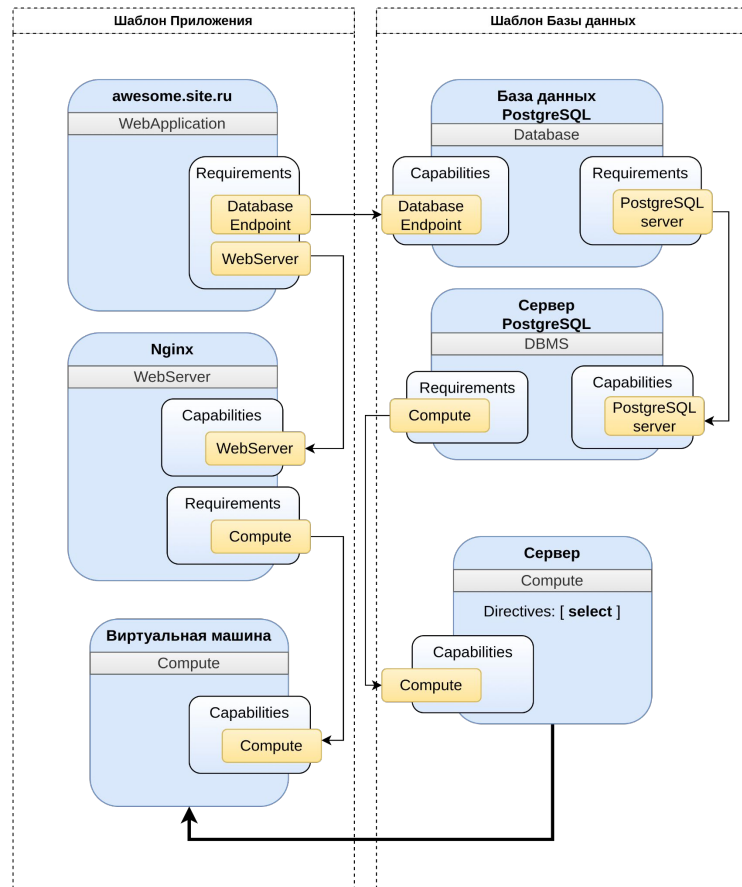 Шаблон Приложения
awesome.site.ru
WebApplication
Requirements
Database
Endpoint
WebServer
Nginx
WebServer
Capabilities
WebServer
Requirements
Compute
Виртуальная машина
Compute
Capabilities
Compute
Шаблон Базы данных
База данных
PostgreSQL
Database
Capabilities
Database
Endpoint
Requirements
PostgreSQL
server
Сервер
PostgreSQL
DBMS
Requirements
Compute
Capabilities
PostgreSQL
server
Сервер
Compute
Directives: [ select ]
Capabilities
Compute